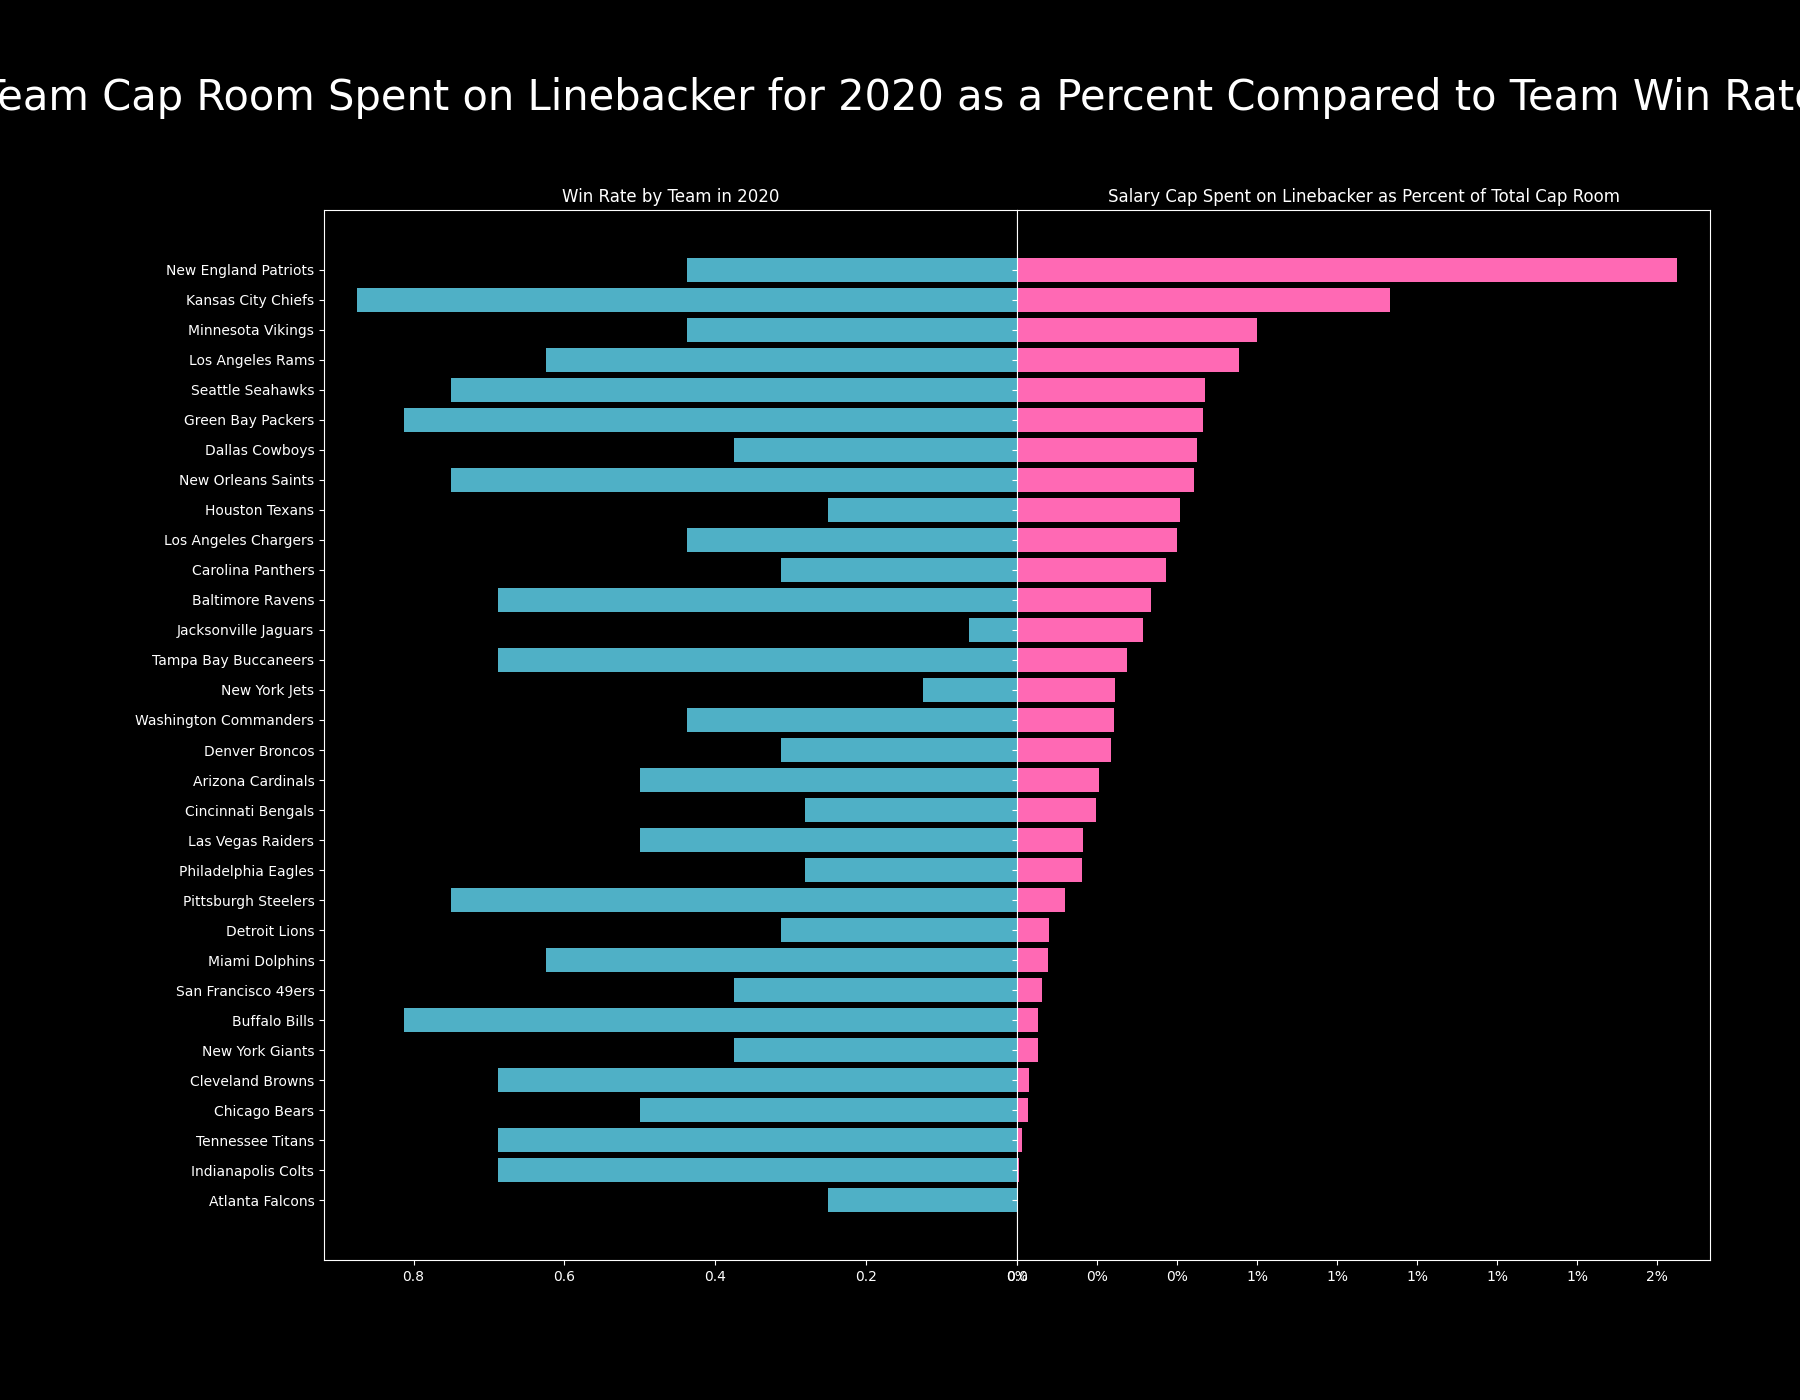 eam Cap Room Spent on Linebacker for 2020 as a Percent Compared to Team Win Rate
Win Rate by Team in 2020
Salary Cap Spent on Linebacker as Percent of Total Cap Room
New England Patriots
Kansas City Chiefs
Minnesota Vikings
Los Angeles Rams
Seattle Seahawks
Green Bay Packers
Dallas Cowboys
New Orleans Saints
Houston Texans
Los Angeles Chargers
Carolina Panthers
Baltimore Ravens
Jacksonville Jaguars
Tampa Bay Buccaneers
New York Jets
Washington Commanders
Denver Broncos
Arizona Cardinals
Cincinnati Bengals
Las Vegas Raiders
Philadelphia Eagles
Pittsburgh Steelers
Detroit Lions
Miami Dolphins
San Francisco 49ers
Buffalo Bills
New York Giants
Cleveland Browns
Chicago Bears
Tennessee Titans
Indianapolis Colts
Atlanta Falcons
0.8 0.6 0.4 0.2 0% 0% 0% 1% 1% 1% 1% 1% 2%